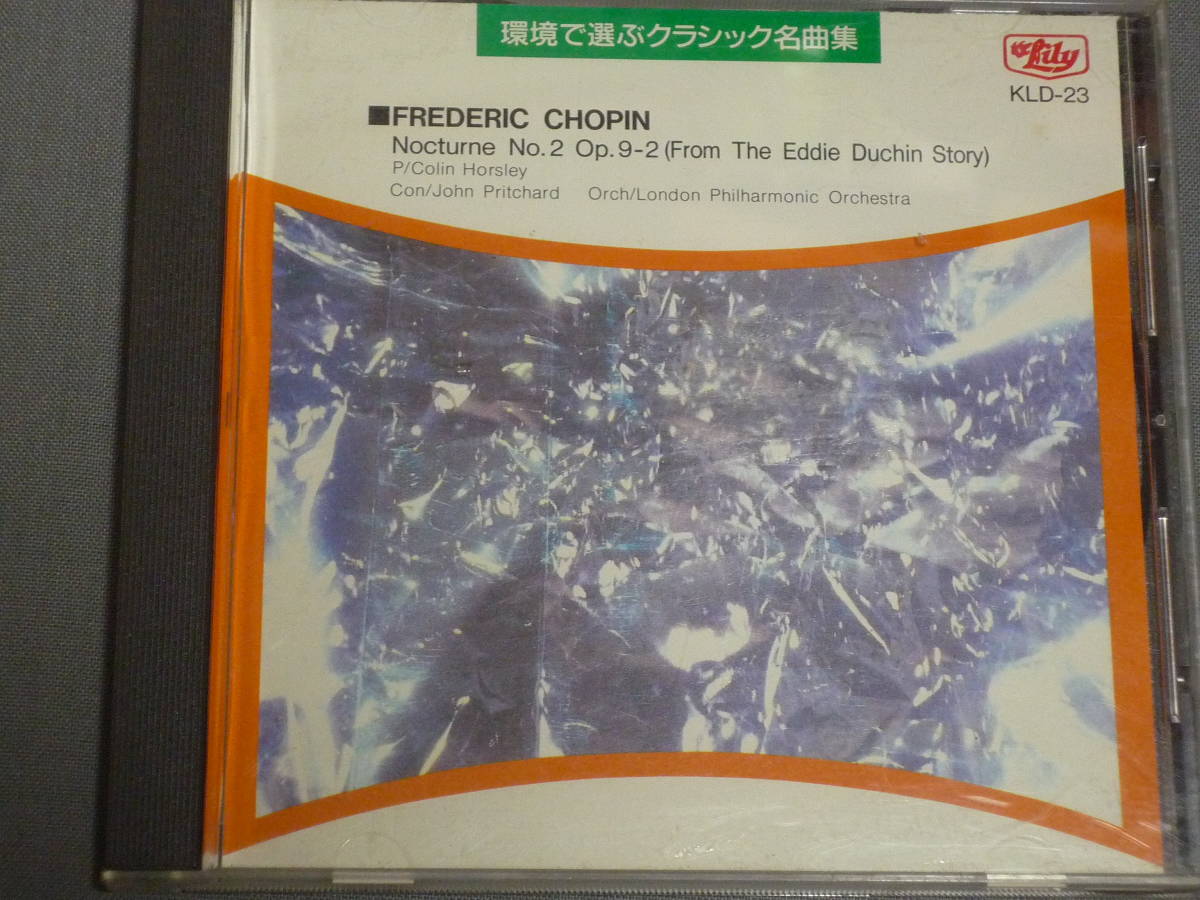 環境で選ぶクラシック名曲集
Lily
KLD-23
■FREDERIC CHOPIN
Nocturne No.2 Op.9-2 (From The Eddie Duchin Story)
P/Colin Horsley
Con/John Pritchard Orch/London Philharmonic Orchestra